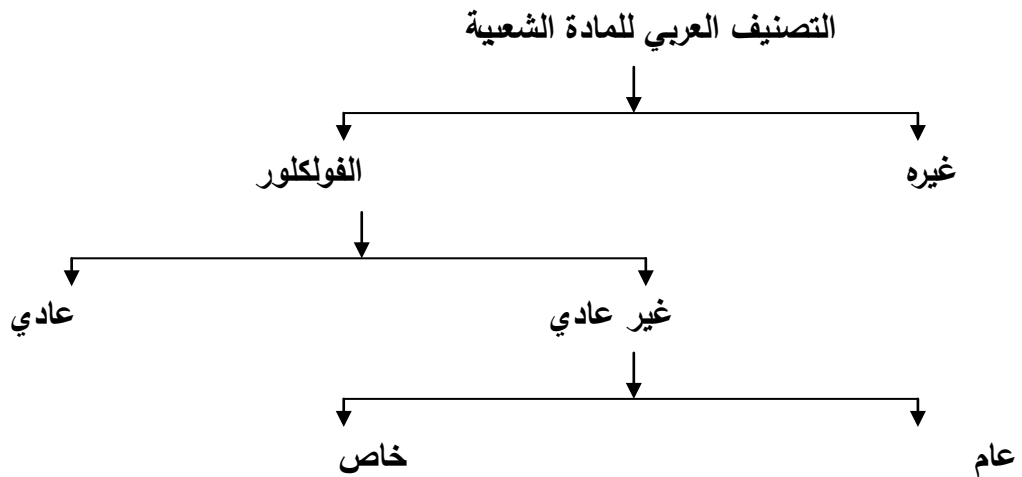 التصنيف العربي للمادة الشعبية
غيره
الفولكلور
غير عادي
عادي
عام
خاص